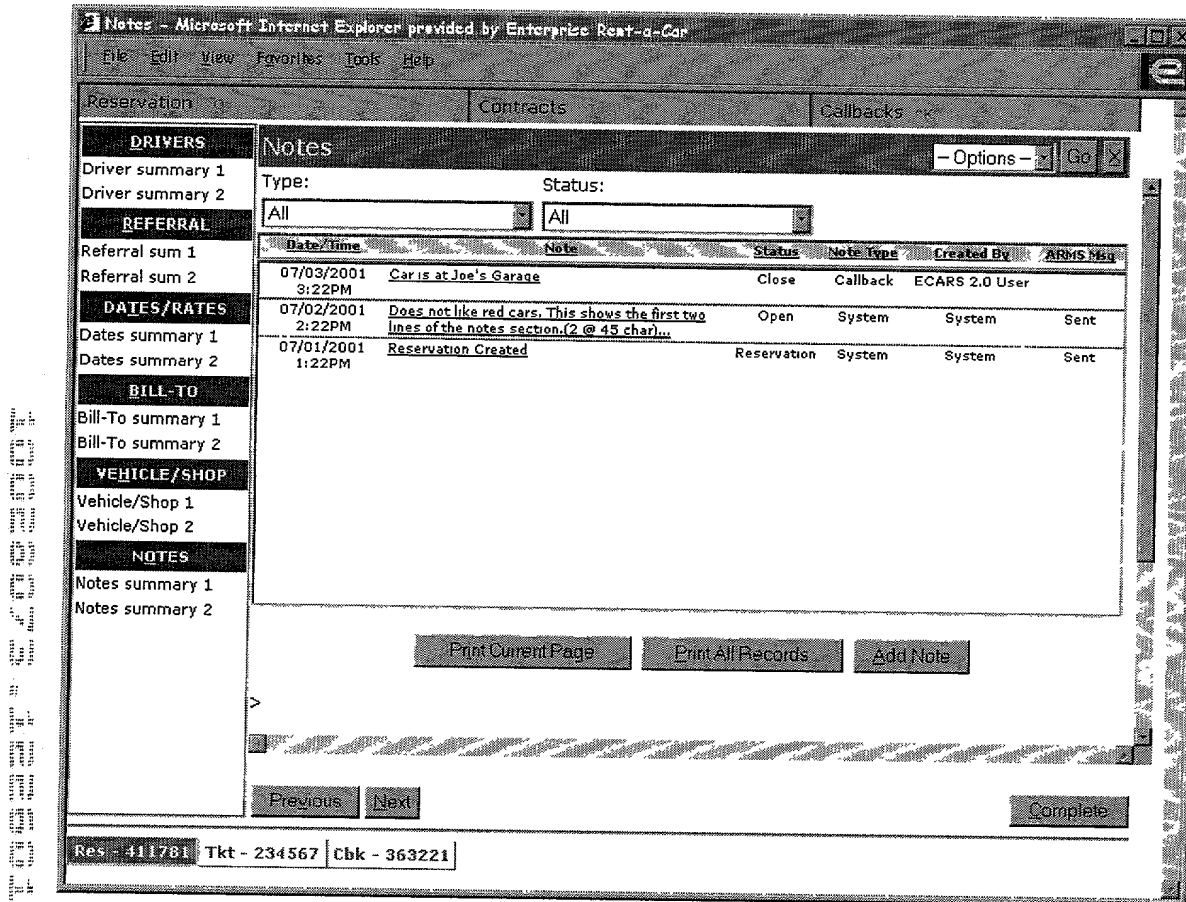 Notes - Microsoft Internet Explorer provided by Enterprise Rent-a-Car
File Edit View Favorites Tools Help
Reservation Contracts Callbacks
DRIVERS
Driver summary 1
Driver summary 2
REFERRAL
Referral sum 1
Referral sum 2
DATES/RATES
Dates summary 1
Dates summary 2
BILL-TO
Bill-To summary 1
Bill-To summary 2
VEHICLE/SHOP
Vehicle/Shop 1
Vehicle/Shop 2
NOTES
Notes summary 1
Notes summary 2
Notes
– Options – Go X
Type: Status:
All All
Date/Time Note Status Note Type Created By ARMS Msg
07/03/2001 Car is at Joe's Garage Close Callback ECARS 2.0 User
3:22PM
07/02/2001 Does not like red cars. This shows the first two Open System System Sent
2:22PM lines of the notes section.(2 @ 45 char)...
07/01/2001 Reservation Created Reservation System System Sent
1:22PM
Print Current Page Print All Records Add Note
>
Previous Next Complete
Res - 411781 Tkt - 234567 Cbk - 363221